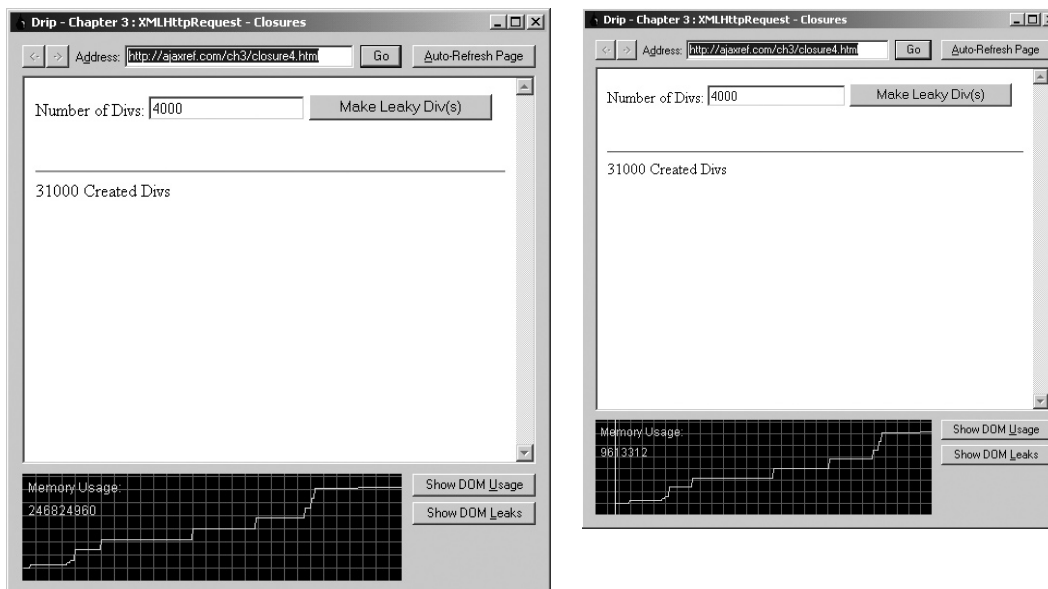 Drip - Chapter 3 : XMLHttpRequest - Closures
<- -> Address: http://ajaxref.com/ch3/closure4.html Go Auto-Refresh Page
Number of Divs: 4000 Make Leaky Div(s)
31000 Created Divs
Memory Usage:
246824960
Show DOM Usage
Show DOM Leaks
Drip - Chapter 3 : XMLHttpRequest - Closures
<- -> Address: http://ajaxref.com/ch3/closure4.html Go Auto-Refresh Page
Number of Divs: 4000 Make Leaky Div(s)
31000 Created Divs
Memory Usage:
9613312
Show DOM Usage
Show DOM Leaks